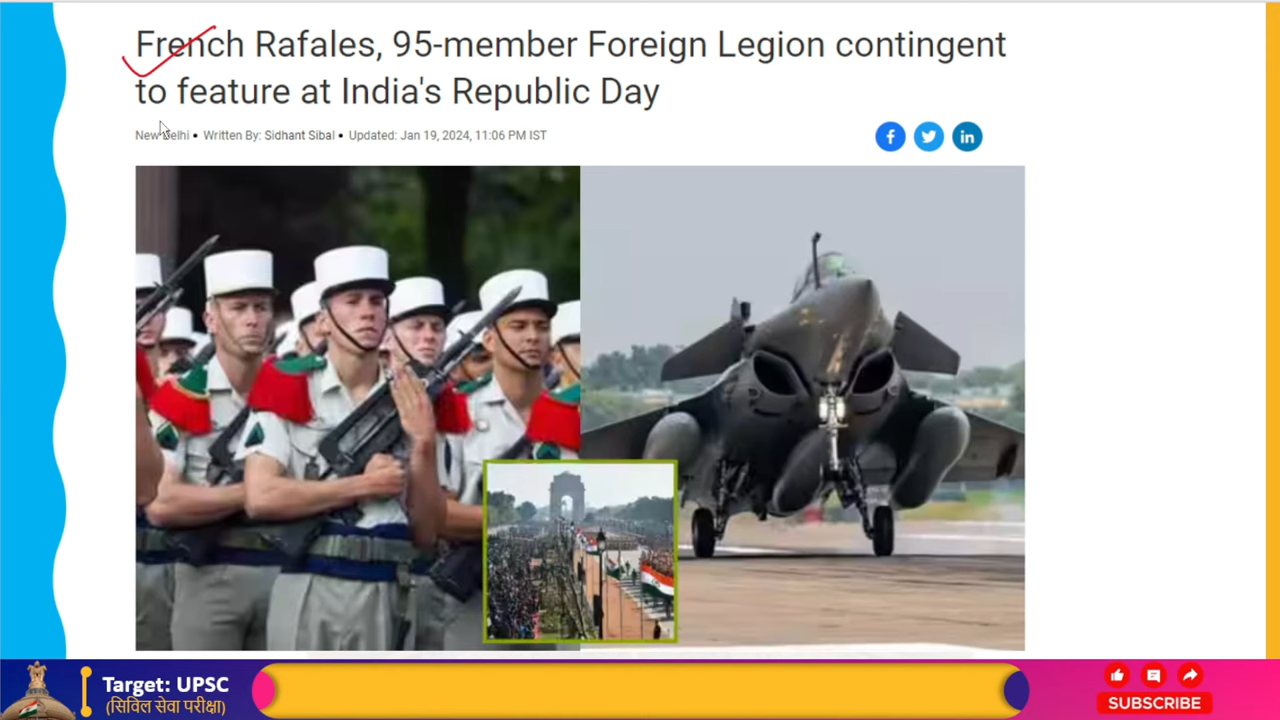 French Rafales, 95-member Foreign Legion contingent
to feature at India's Republic Day
New Delhi • Written By: Sidhant Sibal • Updated: Jan 19, 2024, 11:06 PM IST
Target: UPSC
(सिविल सेवा परीक्षा)
SUBSCRIBE